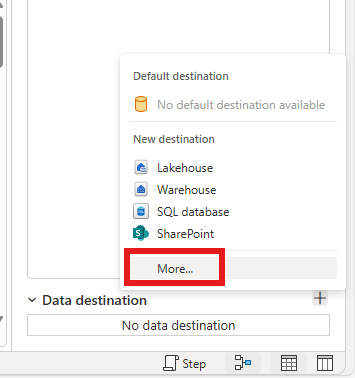 Default destination
No default destination available
New destination
Lakehouse
Warehouse
SQL database
SharePoint
More...
Data destination
No data destination
Step